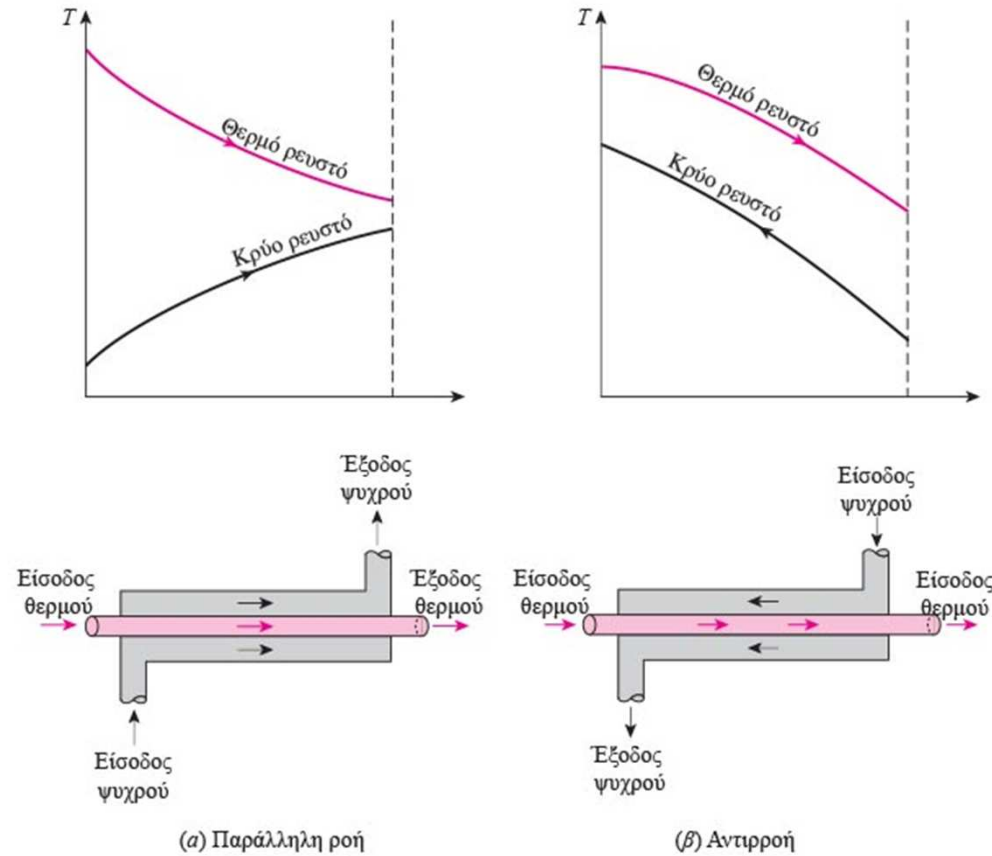 T
Θερμό ρευστό
Κρύο ρευστό
Έξοδος
ψυχρού
Είσοδος
θερμού
Έξοδος
θερμού
Είσοδος
ψυχρού
(α) Παράλληλη ροή
T
Θερμό ρευστό
Κρύο ρευστό
Είσοδος
ψυχρού
Είσοδος
θερμού
Είσοδος
θερμού
Έξοδος
ψυχρού
(β) Αντιρροή